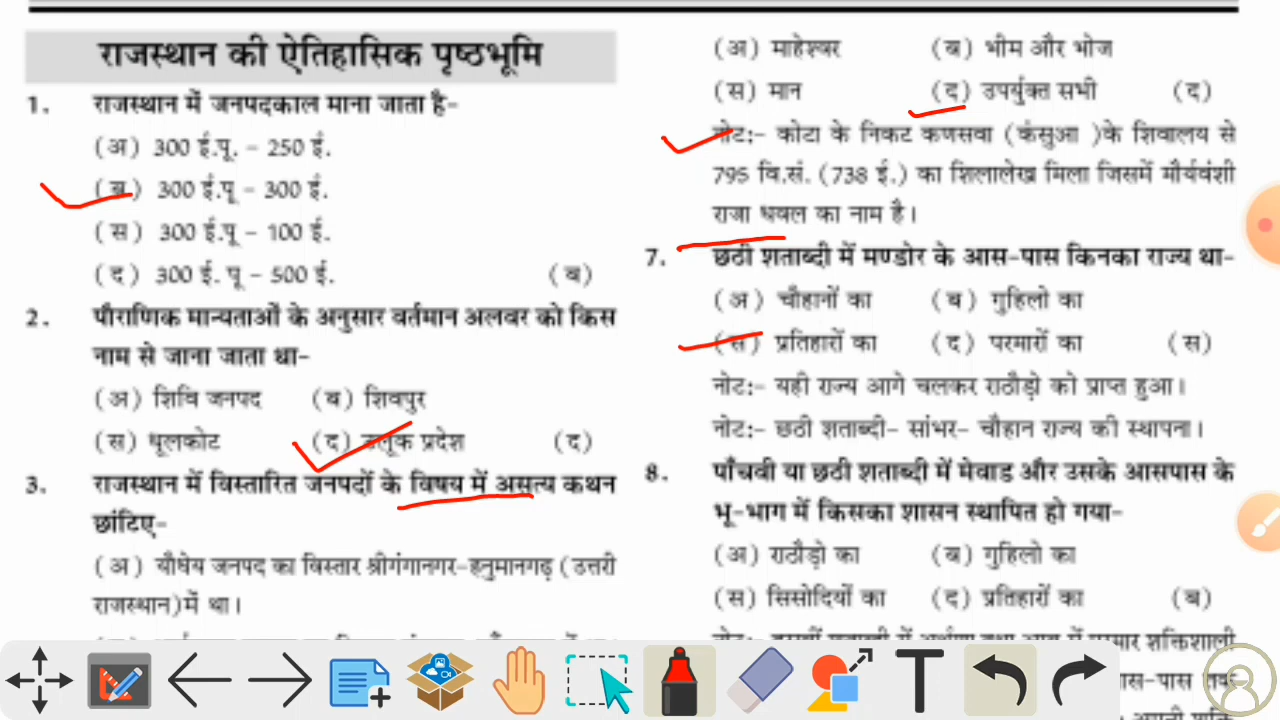 राजस्थान की ऐतिहासिक पृष्ठभूमि
1. राजस्थान में जनपदकाल माना जाता है-
(अ) 300 ई.पू. – 250 ई.
(ब) 300 ई.पू – 300 ई.
(स) 300 ई.पू – 100 ई.
(द) 300 ई. पू – 500 ई. (ब)
2. पौराणिक मान्यताओं के अनुसार वर्तमान अलवर को किस
नाम से जाना जाता था-
(अ) शिवि जनपद (ब) शिवपुर
(स) धूलकोट (द) उलूक प्रदेश (द)
3. राजस्थान में विस्तारित जनपदों के विषय में असत्य कथन
छांटिए-
(अ) यौधेय जनपद का विस्तार श्रीगंगानगर-हनुमानगढ़ (उत्तरी
राजस्थान)में था।
(अ) माहेश्वर (ब) भीम और भोज
(स) मान (द) उपर्युक्त सभी (द)
नोट:- कोटा के निकट कणसवा (कंसुआ )के शिवालय से
795 वि.सं. (738 ई.) का शिलालेख मिला जिसमें मौर्यवंशी
राजा धवल का नाम है।
7. छठी शताब्दी में मण्डोर के आस-पास किनका राज्य था-
(अ) चौहानों का (ब) गुहिलो का
(स) प्रतिहारों का (द) परमारों का (स)
नोट:- यही राज्य आगे चलकर राठौड़ो को प्राप्त हुआ।
नोट:- छठी शताब्दी- सांभर- चौहान राज्य की स्थापना।
8. पाँचवी या छठी शताब्दी में मेवाड और उसके आसपास के
भू-भाग में किसका शासन स्थापित हो गया-
(अ) राठौड़ो का (ब) गुहिलो का
(स) सिसोदियों का (द) प्रतिहारों का (ब)